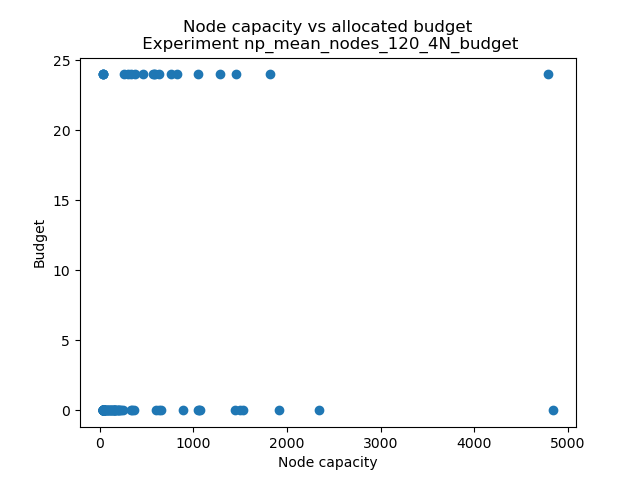 Node capacity vs allocated budget
Experiment np_mean_nodes_120_4N_budget
25
20
15
10
5
0
Budget
0 1000 2000 3000 4000 5000
Node capacity